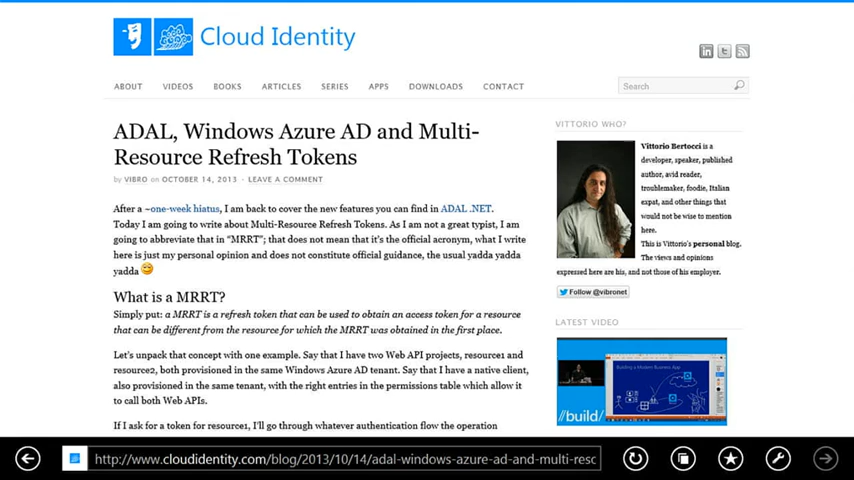 Cloud Identity
ABOUT VIDEOS BOOKS ARTICLES SERIES APPS DOWNLOADS CONTACT
Search
ADAL, Windows Azure AD and Multi-
Resource Refresh Tokens
by VIBRO on OCTOBER 14, 2013 · LEAVE A COMMENT
After a ~one-week hiatus, I am back to cover the new features you can find in ADAL .NET.
Today I am going to write about Multi-Resource Refresh Tokens. As I am not a great typist, I am
going to abbreviate that in “MRRT”; that does not mean that it’s the official acronym, what I write
here is just my personal opinion and does not constitute official guidance, the usual yadda yadda
yadda
What is a MRRT?
Simply put: a MRRT is a refresh token that can be used to obtain an access token for a resource
that can be different from the resource for which the MRRT was obtained in the first place.
Let’s unpack that concept with one example. Say that I have two Web API projects, resource1 and
resource2, both provisioned in the same Windows Azure AD tenant. Say that I have a native client,
also provisioned in the same tenant, with the right entries in the permissions table which allow it
to call both Web APIs.
If I ask for a token for resource1, I’ll go through whatever authentication flow the operation
VITTORIO WHO?
Vittorio Bertocci is a
developer, speaker, published
author, avid reader,
troublemaker, foodie, Italian
expat, and other things that
would not be wise to mention
here.
This is Vittorio's personal blog.
The views and opinions
expressed here are his, and not those of his employer.
Follow @vibronet
LATEST VIDEO
Building a Modern Business App
//build/
http://www.cloudidentity.com/blog/2013/10/14/adal-windows-azure-ad-and-multi-resc